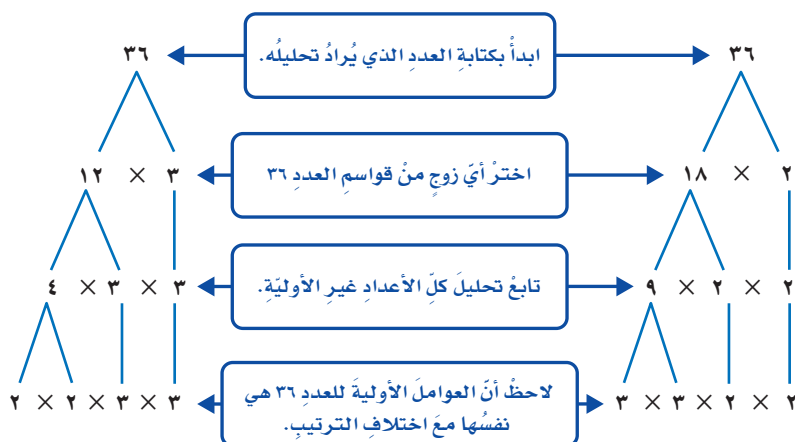 ٣٦ ابدأْ بكتابةِ العددِ الذي يُرادُ تحليلُه. ٣٦
٢ × ١٨ اخترْ أيّ زوجٍ منْ قواسمِ العددِ ٣٦ ٣ × ١٢
٢ × ٢ × ٩ تابعْ تحليلَ كلّ الأعدادِ غيرِ الأوليّةِ. ٣ × ٣ × ٤
٢ × ٢ × ٣ × ٣ لاحظْ أنّ العواملَ الأوليةَ للعددِ ٣٦ هي ٣ × ٣ × ٢ × ٢
نفسُها معَ اختلافِ الترتيبِ.